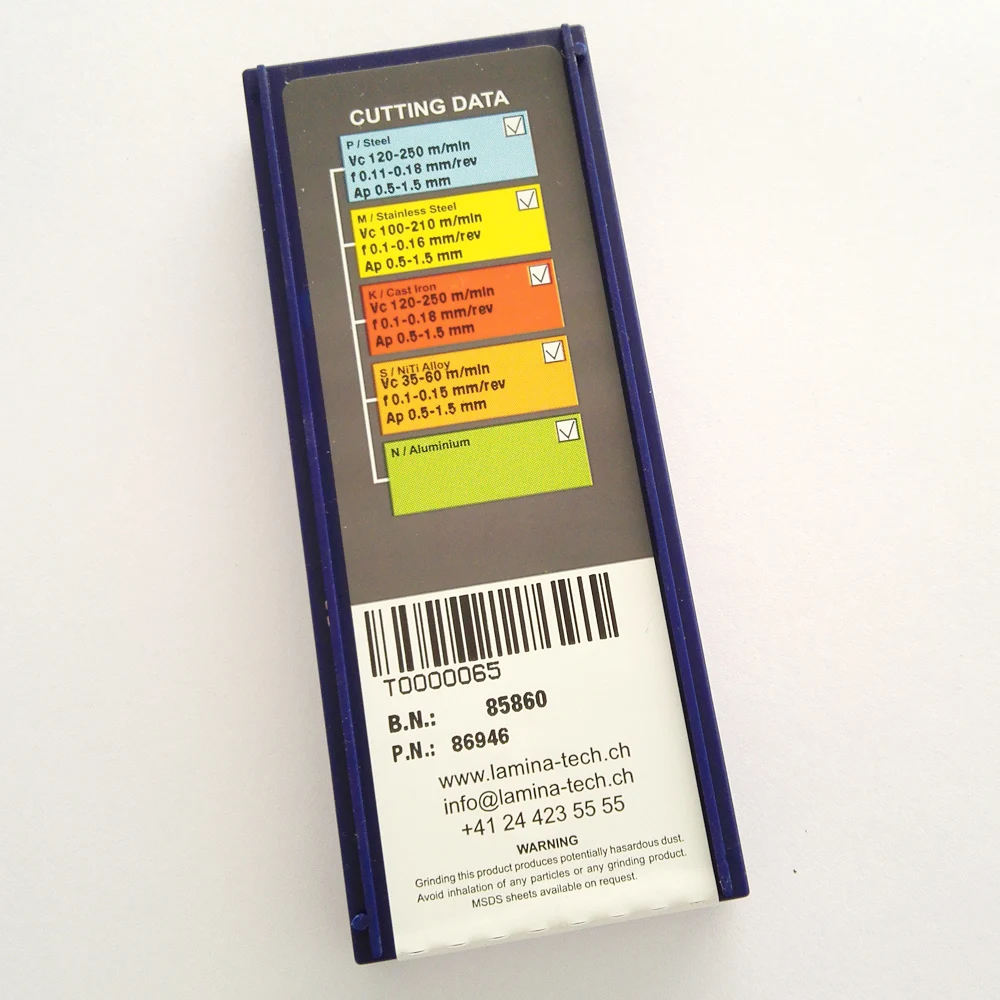 CUTTING DATA
P / Steel
Vc 120-250 m/min
f 0.11-0.18 mm/rev
Ap 0.5-1.5 mm
M / Stainless Steel
Vc 100-210 m/min
f 0.1-0.16 mm/rev
Ap 0.5-1.5 mm
K / Cast Iron
Vc 120-250 m/min
f 0.1-0.18 mm/rev
Ap 0.5-1.5 mm
S / NiTi Alloy
Vc 35-60 m/min
f 0.1-0.15 mm/rev
Ap 0.5-1.5 mm
N / Aluminium
T0000065
B.N.: 85860
P.N.: 86946
www.lamina-tech.ch
info@lamina-tech.ch
+41 24 423 55 55
WARNING
Grinding this product produces potentially hasardous dust.
Avoid inhalation of any particles or any grinding product.
MSDS sheets available on request.